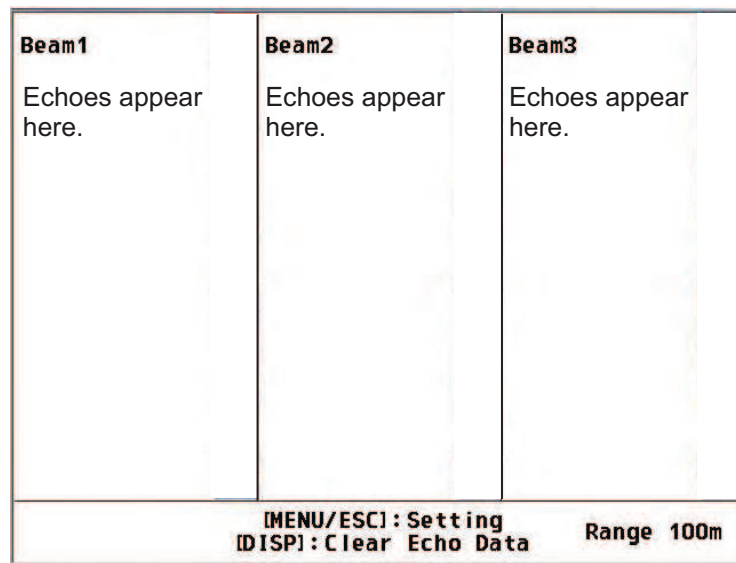 Beam1
Echoes appear
here.
Beam2
Echoes appear
here.
Beam3
Echoes appear
here.
[MENU/ESC]:Setting
[DISP]:Clear Echo Data
Range 100m